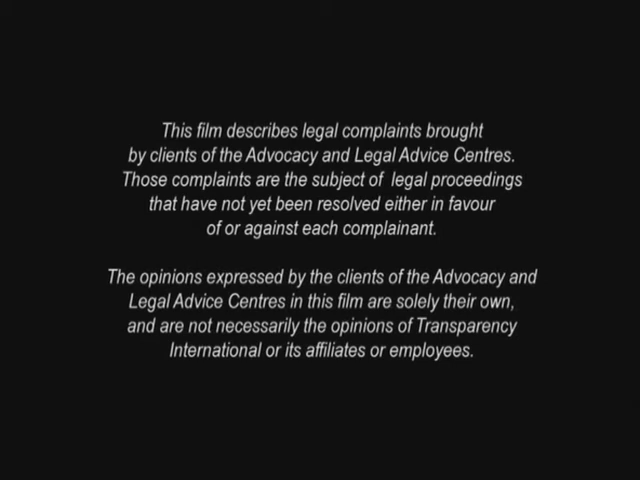 This film describes legal complaints brought
by clients of the Advocacy and Legal Advice Centres.
Those complaints are the subject of legal proceedings
that have not yet been resolved either in favour
of or against each complainant.
The opinions expressed by the clients of the Advocacy and
Legal Advice Centres in this film are solely their own,
and are not necessarily the opinions of Transparency
International or its affiliates or employees.